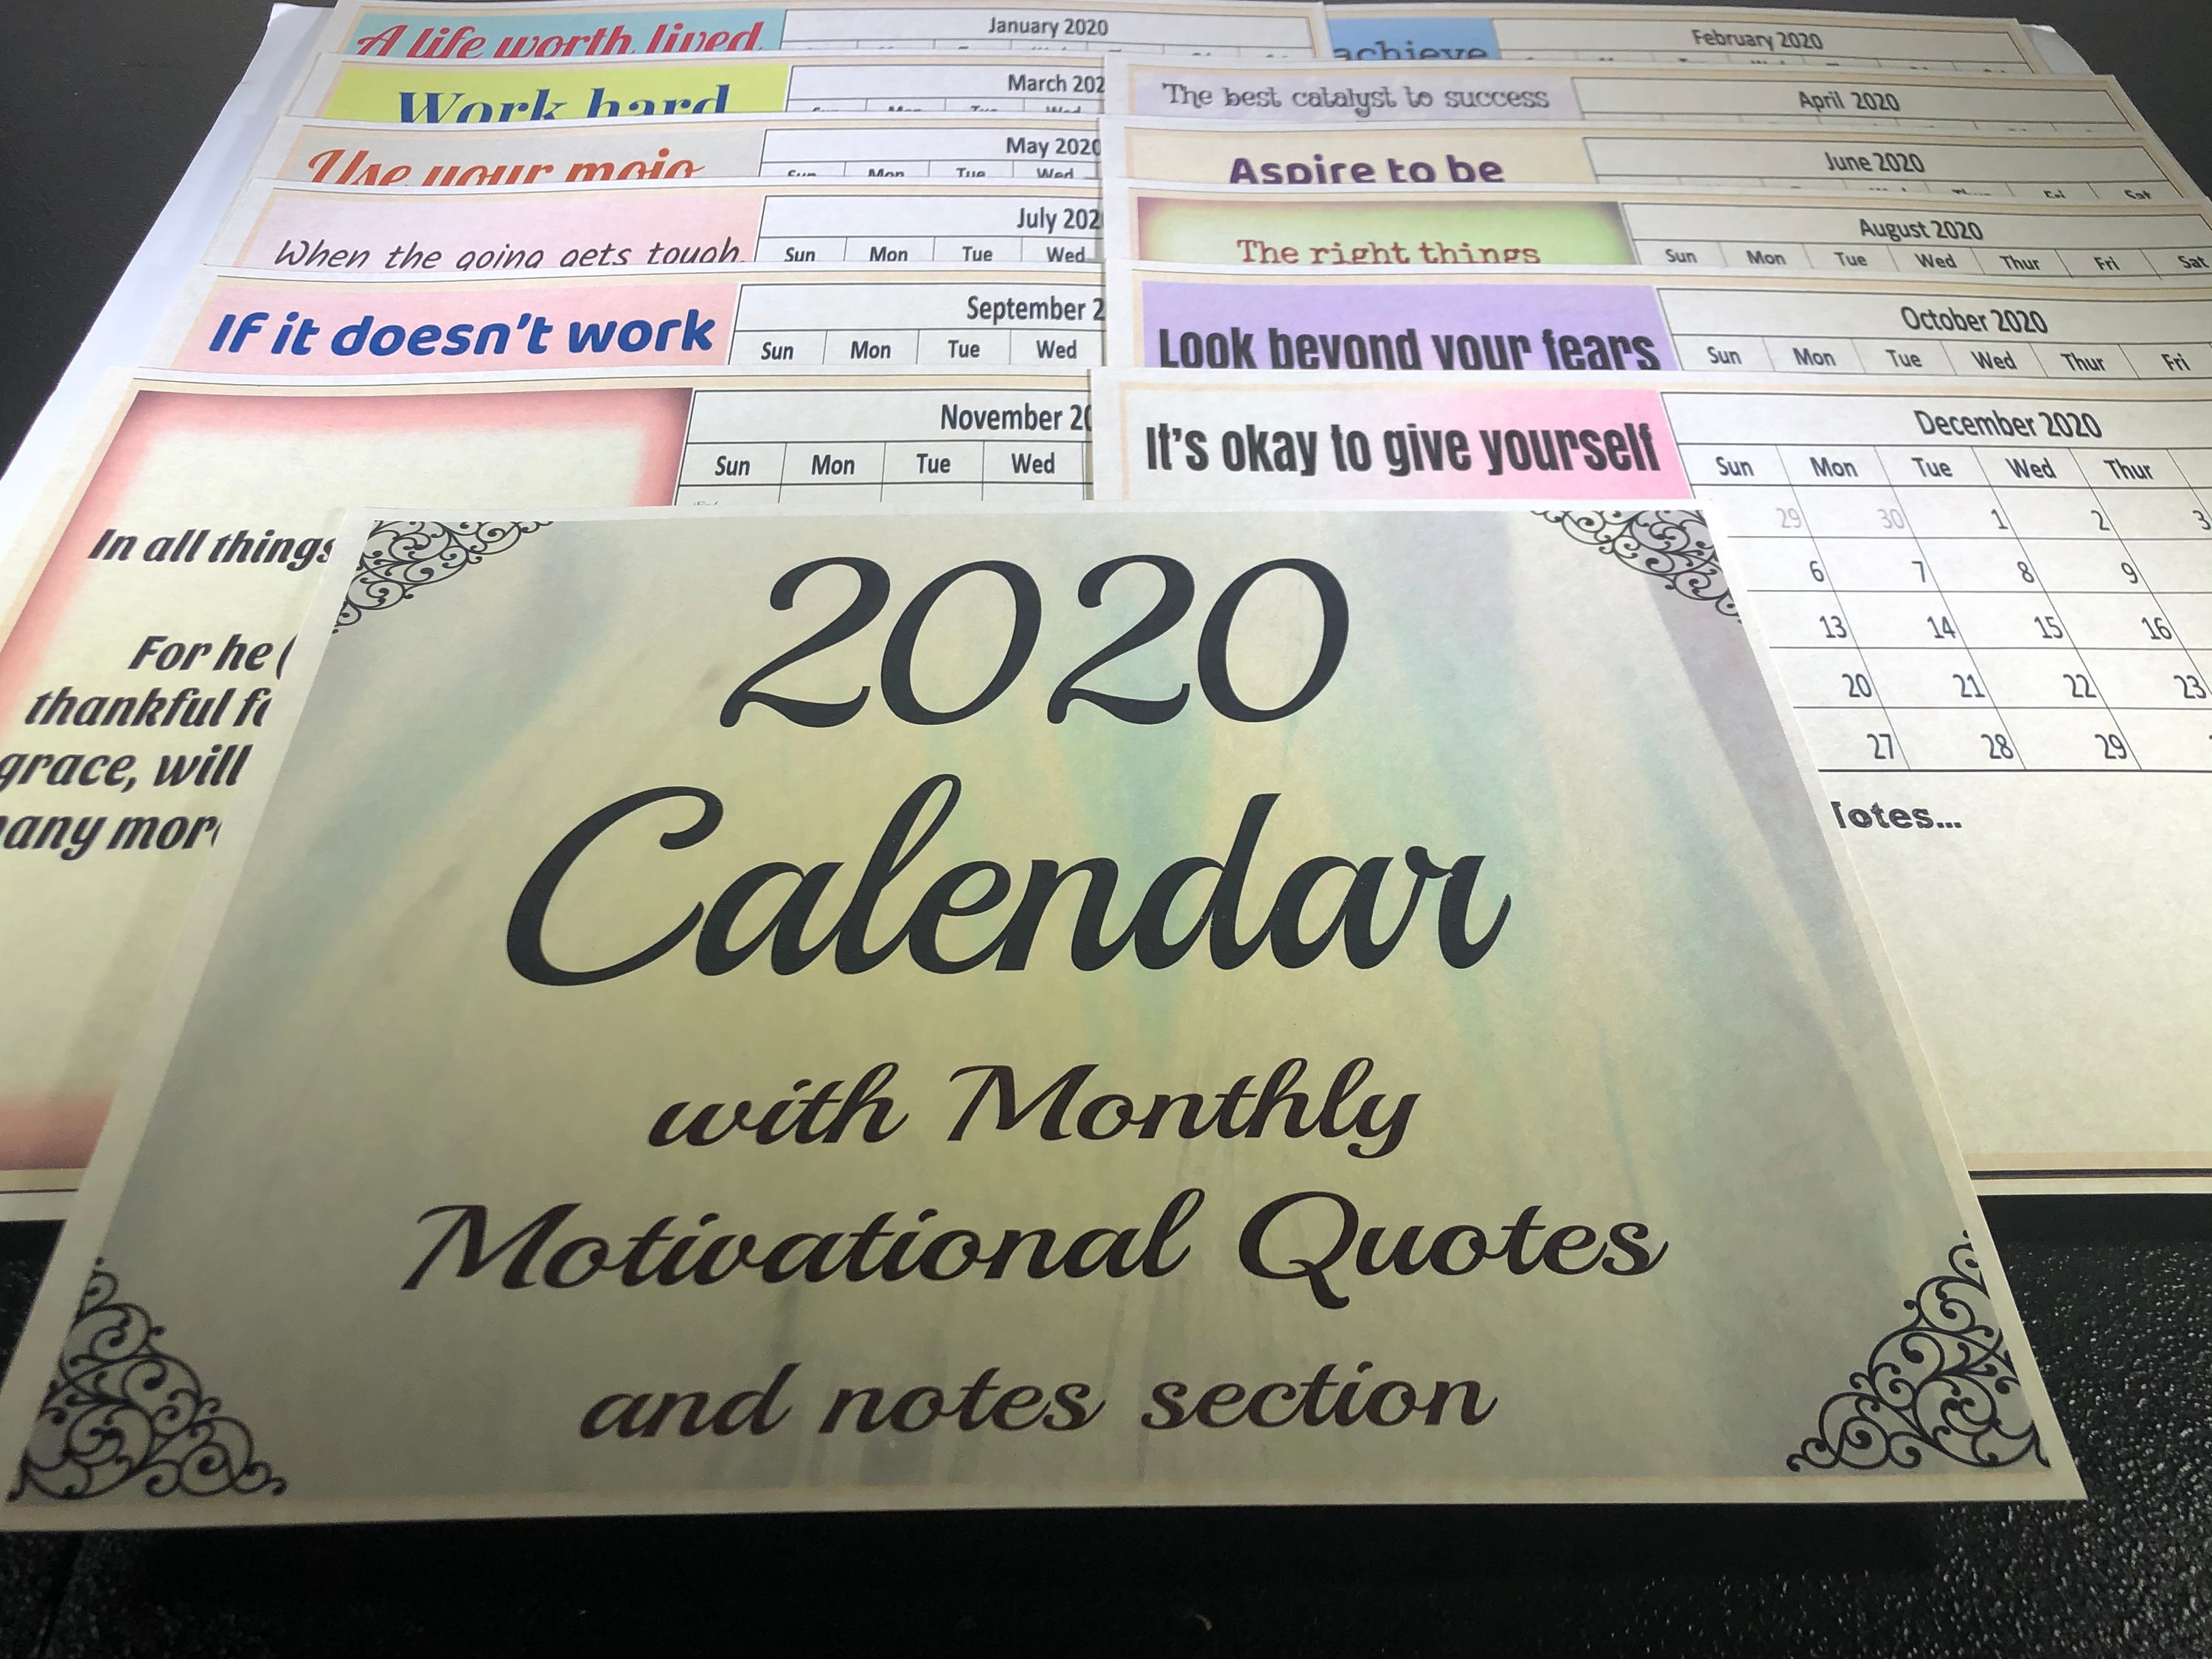 A life worth lived
January 2020
achieve
February 2020
Work hard
March 202
The best catalyst to success
April 2020
Use your mojo
May 2020
Sun Mon Tue Wed
Aspire to be
June 2020
Fri Sat
When the going gets tough
July 202
Sun Mon Tue Wed
The right things
August 2020
Sun Mon Tue Wed Thur Fri Sat
If it doesn't work
September 2
Sun Mon Tue Wed
Look beyond your fears
October 2020
Sun Mon Tue Wed Thur Fri
November 20
Sun Mon Tue Wed
It's okay to give yourself
December 2020
Sun Mon Tue Wed Thur
29 30 1 2 3
6 7 8 9
13 14 15 16
20 21 22 23
27 28 29
otes...
In all things
For he (
thankful f
grace, will
any mor
2020
Calendar
with Monthly
Motivational Quotes
and notes section